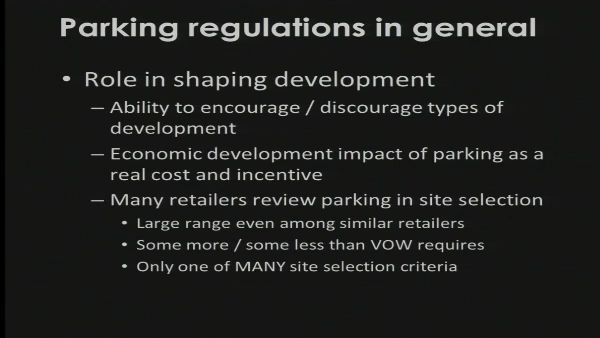 Parking regulations in general
• Role in shaping development
– Ability to encourage / discourage types of
development
– Economic development impact of parking as a
real cost and incentive
– Many retailers review parking in site selection
• Large range even among similar retailers
• Some more / some less than VOW requires
• Only one of MANY site selection criteria